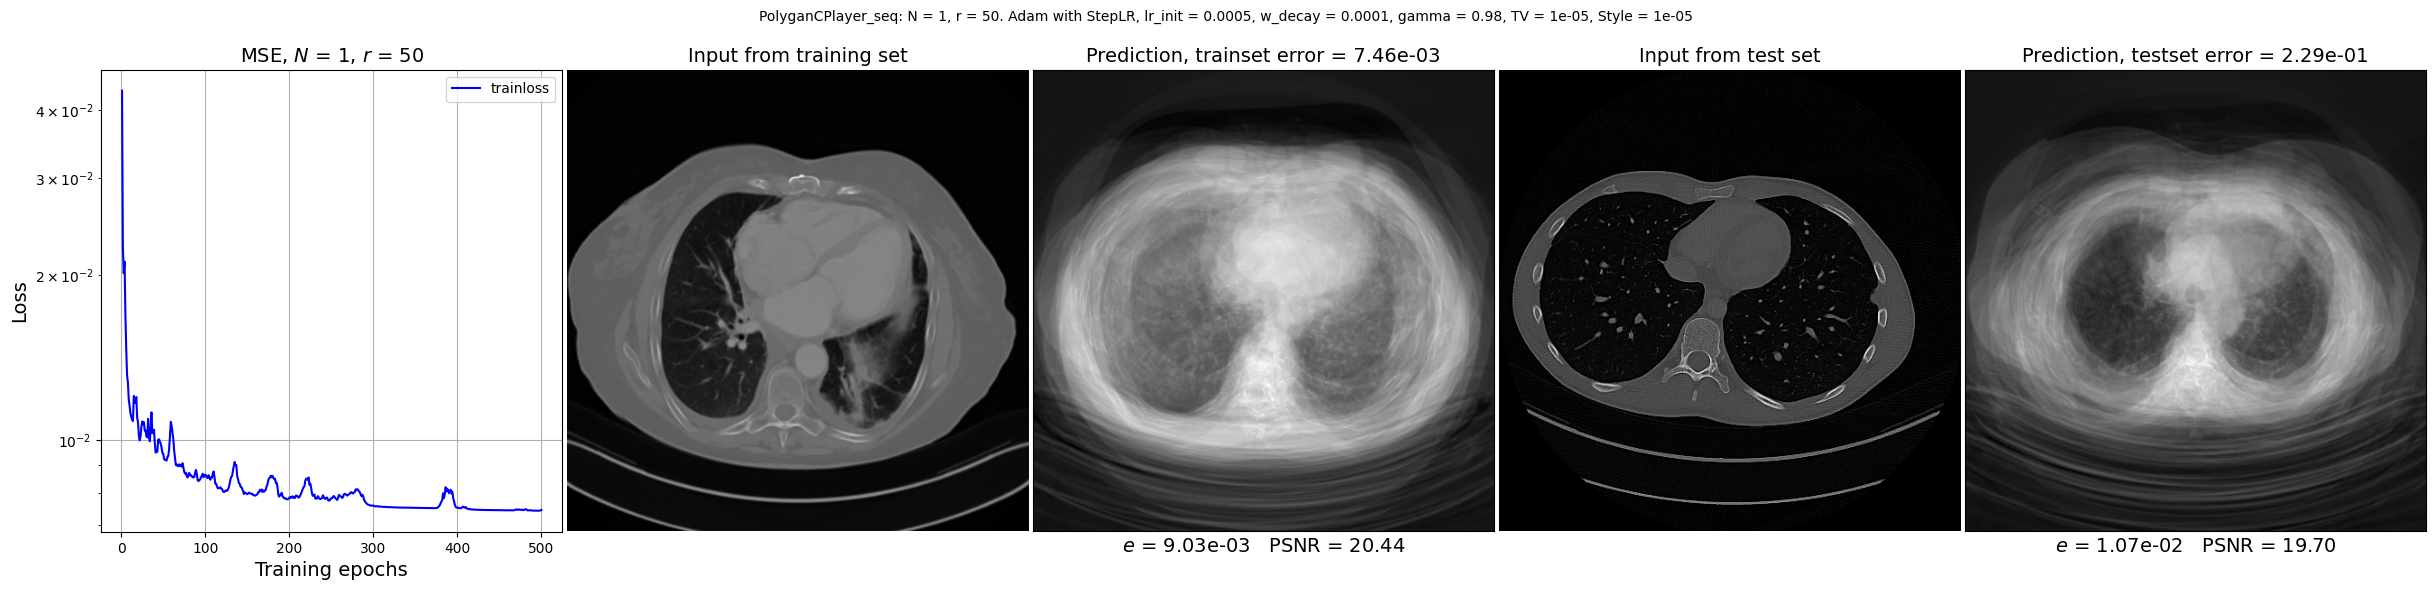 PolyganCPlayer_seq: N = 1, r = 50. Adam with StepLR, lr_init = 0.0005, w_decay = 0.0001, gamma = 0.98, TV = 1e-05, Style = 1e-05
MSE, N = 1, r = 50
Input from training set
Prediction, trainset error = 7.46e-03
Input from test set
Prediction, testset error = 2.29e-01
trainloss
4 × 10⁻²
3 × 10⁻²
2 × 10⁻²
10⁻²
Loss
0 100 200 300 400 500
Training epochs
e = 9.03e-03 PSNR = 20.44
e = 1.07e-02 PSNR = 19.70